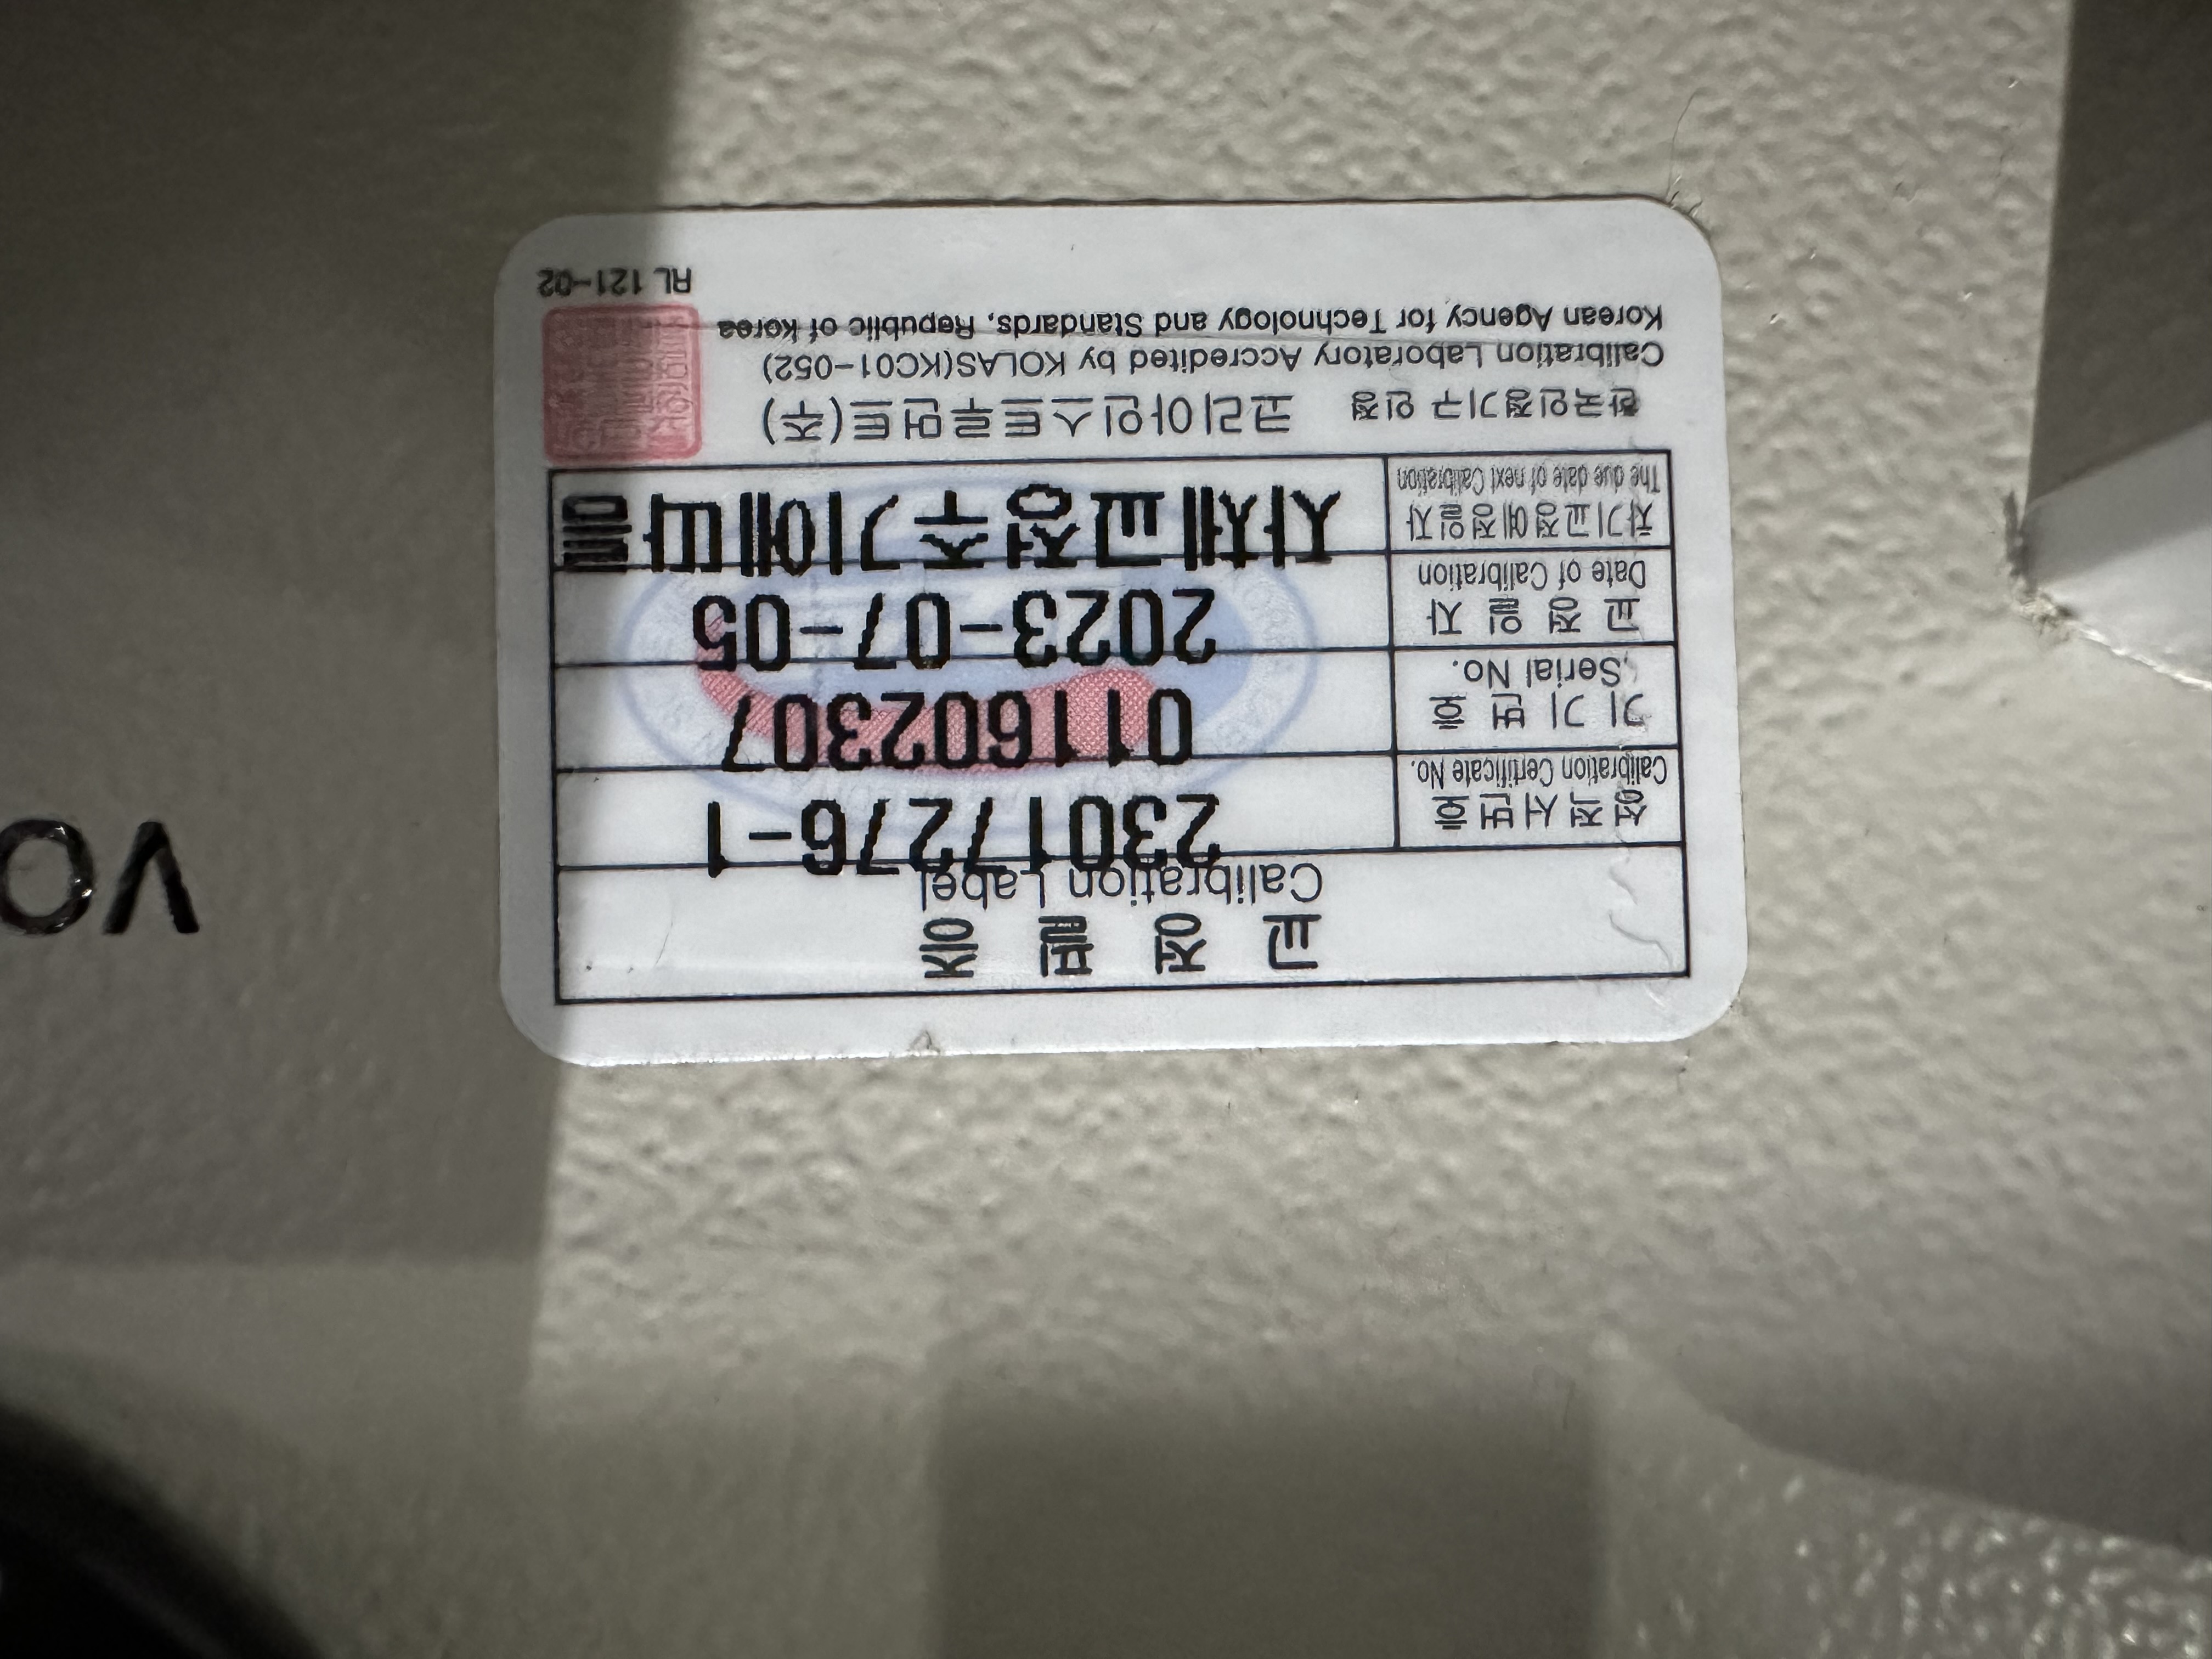 교 정 필 증
Calibration Label
성적서번호 23017276-1
Calibration Certificate No.
기 기 번 호 011602307
Serial No.
교 정 일 자 2023-07-05
Date of Calibration
차기교정예정일자 자체교정주기에따름
The due date of next Calibration
한국인정기구 인정 코리아인스트루먼트(주)
Calibration Laboratory Accredited by KOLAS(KC01-052)
Korean Agency for Technology and Standards, Republic of korea
RL 121-02
VO